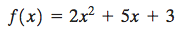 f(x) = 2x² + 5x + 3